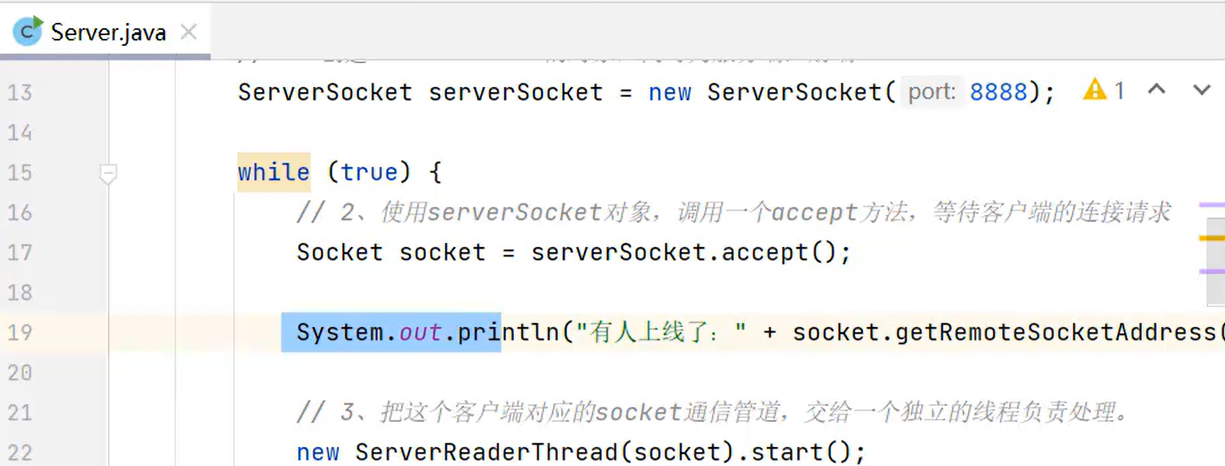 Server.java
13 ServerSocket serverSocket = new ServerSocket( port: 8888); 1
14
15 while (true) {
16 // 2、使用serverSocket对象，调用一个accept方法，等待客户端的连接请求
17 Socket socket = serverSocket.accept();
18
19 System.out.println("有人上线了：" + socket.getRemoteSocketAddress(
20
21 // 3、把这个客户端对应的socket通信管道，交给一个独立的线程负责处理。
22 new ServerReaderThread(socket).start();